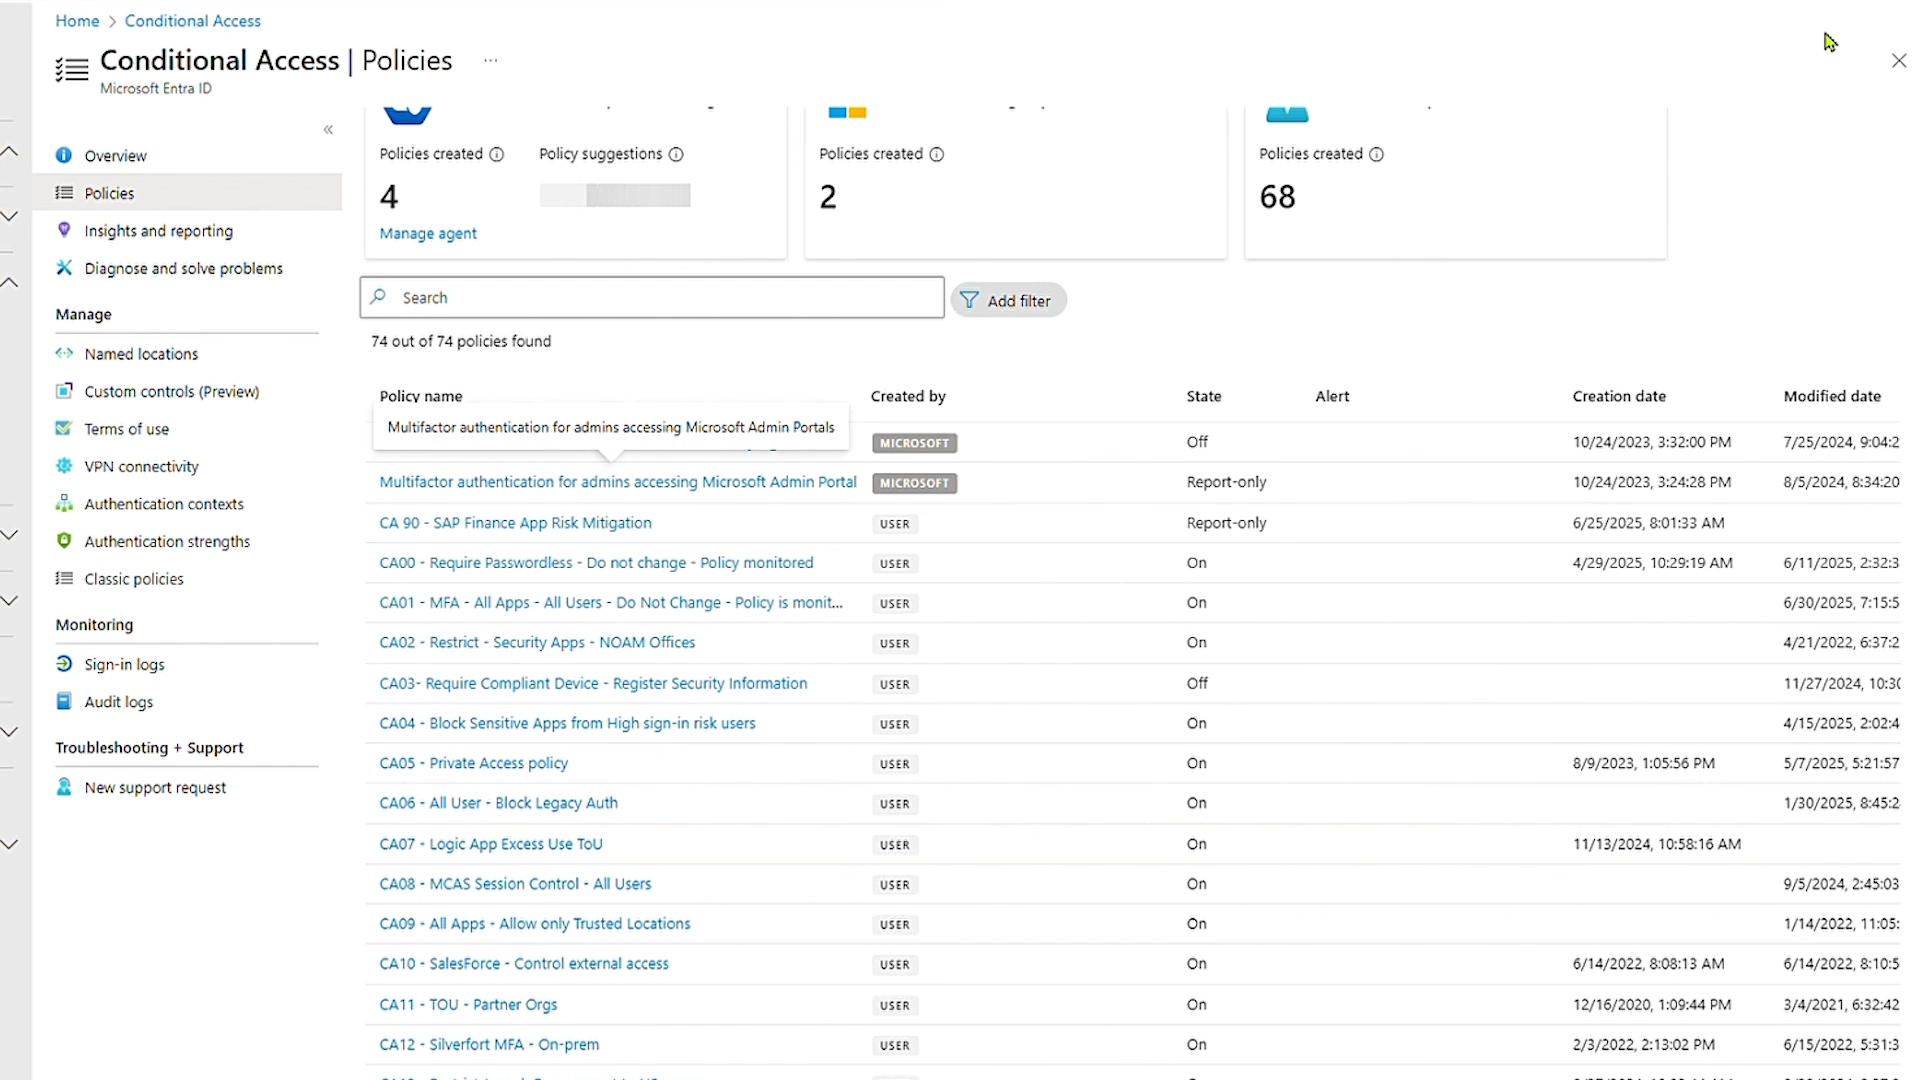 Home > Conditional Access
Conditional Access | Policies ...
Microsoft Entra ID
«
Overview
Policies
Insights and reporting
Diagnose and solve problems
Manage
Named locations
Custom controls (Preview)
Terms of use
VPN connectivity
Authentication contexts
Authentication strengths
Classic policies
Monitoring
Sign-in logs
Audit logs
Troubleshooting + Support
New support request
Policies created Policy suggestions
4
Manage agent
Policies created
2
Policies created
68
Search
Add filter
74 out of 74 policies found
Policy name Created by State Alert Creation date Modified date
Multifactor authentication for admins accessing Microsoft Admin Portals
MICROSOFT Off 10/24/2023, 3:32:00 PM 7/25/2024, 9:04:2
Multifactor authentication for admins accessing Microsoft Admin Portal MICROSOFT Report-only 10/24/2023, 3:24:28 PM 8/5/2024, 8:34:20
CA 90 - SAP Finance App Risk Mitigation USER Report-only 6/25/2025, 8:01:33 AM
CA00 - Require Passwordless - Do not change - Policy monitored USER On 4/29/2025, 10:29:19 AM 6/11/2025, 2:32:3
CA01 - MFA - All Apps - All Users - Do Not Change - Policy is monit... USER On 6/30/2025, 7:15:5
CA02 - Restrict - Security Apps - NOAM Offices USER On 4/21/2022, 6:37:2
CA03- Require Compliant Device - Register Security Information USER Off 11/27/2024, 10:30
CA04 - Block Sensitive Apps from High sign-in risk users USER On 4/15/2025, 2:02:4
CA05 - Private Access policy USER On 8/9/2023, 1:05:56 PM 5/7/2025, 5:21:57
CA06 - All User - Block Legacy Auth USER On 1/30/2025, 8:45:2
CA07 - Logic App Excess Use ToU USER On 11/13/2024, 10:58:16 AM
CA08 - MCAS Session Control - All Users USER On 9/5/2024, 2:45:03
CA09 - All Apps - Allow only Trusted Locations USER On 1/14/2022, 11:05:
CA10 - SalesForce - Control external access USER On 6/14/2022, 8:08:13 AM 6/14/2022, 8:10:5
CA11 - TOU - Partner Orgs USER On 12/16/2020, 1:09:44 PM 3/4/2021, 6:32:42
CA12 - Silverfort MFA - On-prem USER On 2/3/2022, 2:13:02 PM 6/15/2022, 5:31:3